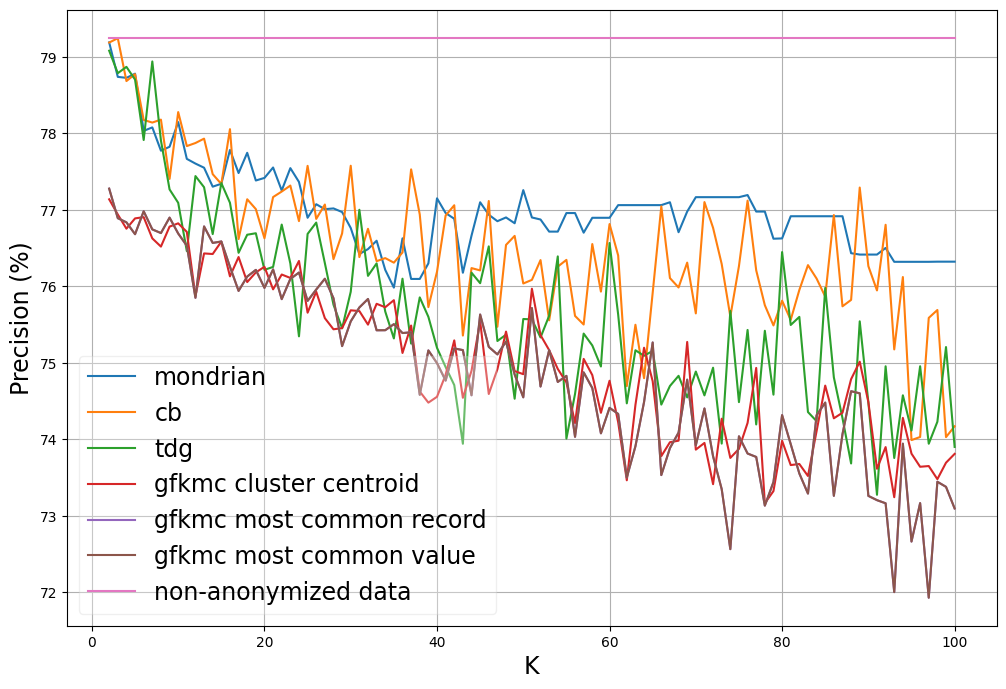 79
78
77
76
75
74
73
72
Precision (%)
mondrian
cb
tdg
gfkmc cluster centroid
gfkmc most common record
gfkmc most common value
non-anonymized data
0
20
40
60
80
100
K